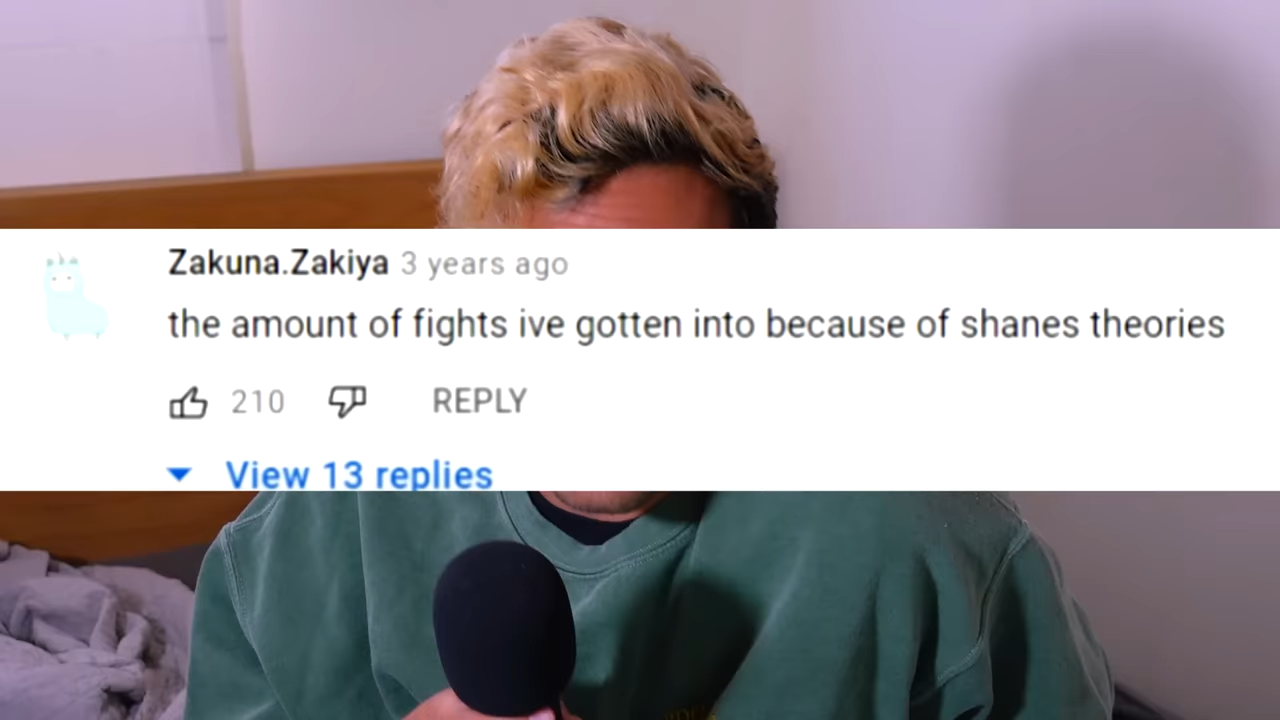 Zakuna.Zakiya 3 years ago
the amount of fights ive gotten into because of shanes theories
210 REPLY
View 13 replies